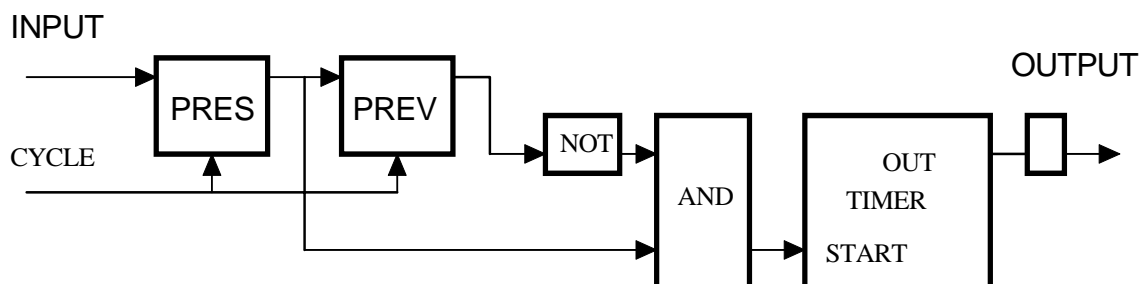 INPUT
OUTPUT
PRES
PREV
NOT
CYCLE
OUT
AND
TIMER
START